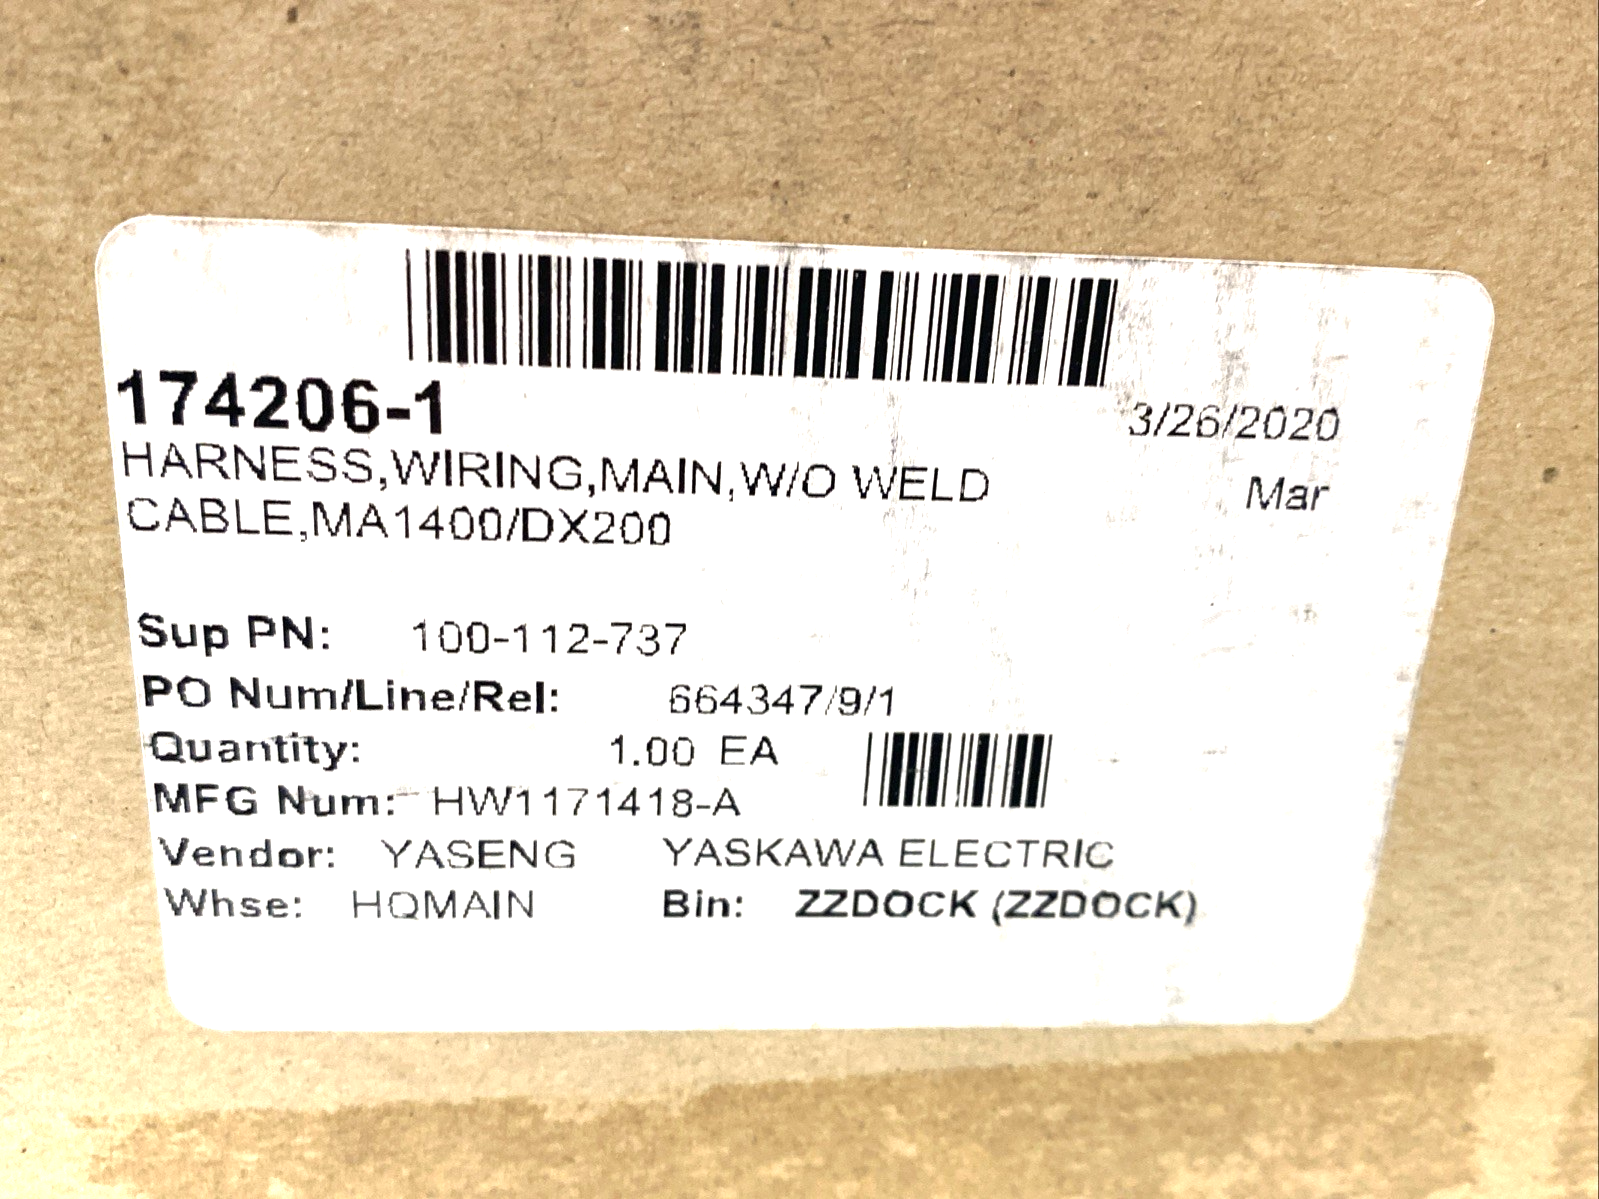 174206-1
3/26/2020
HARNESS,WIRING,MAIN,W/O WELD
Mar
CABLE,MA1400/DX200
Sup PN: 100-112-737
PO Num/Line/Rel: 664347/9/1
Quantity: 1.00 EA
MFG Num: HW1171418-A
Vendor: YASENG YASKAWA ELECTRIC
Whse: HQMAIN Bin: ZZDOCK (ZZDOCK)